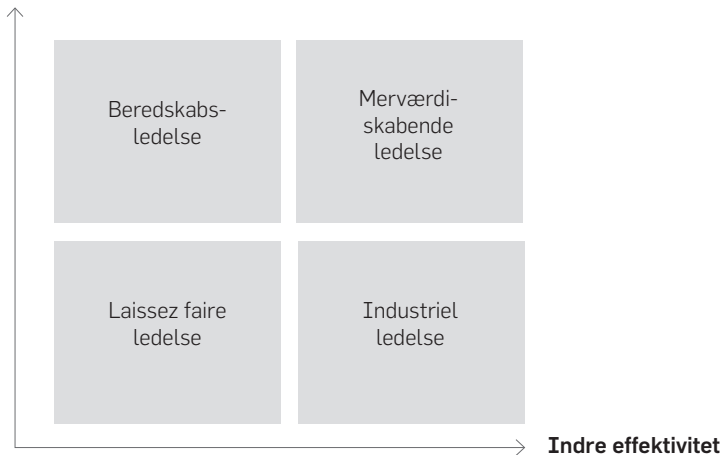 Beredskabs-
ledelse
Merværdi-
skabende
ledelse
Laissez faire
ledelse
Industriel
ledelse
Indre effektivitet